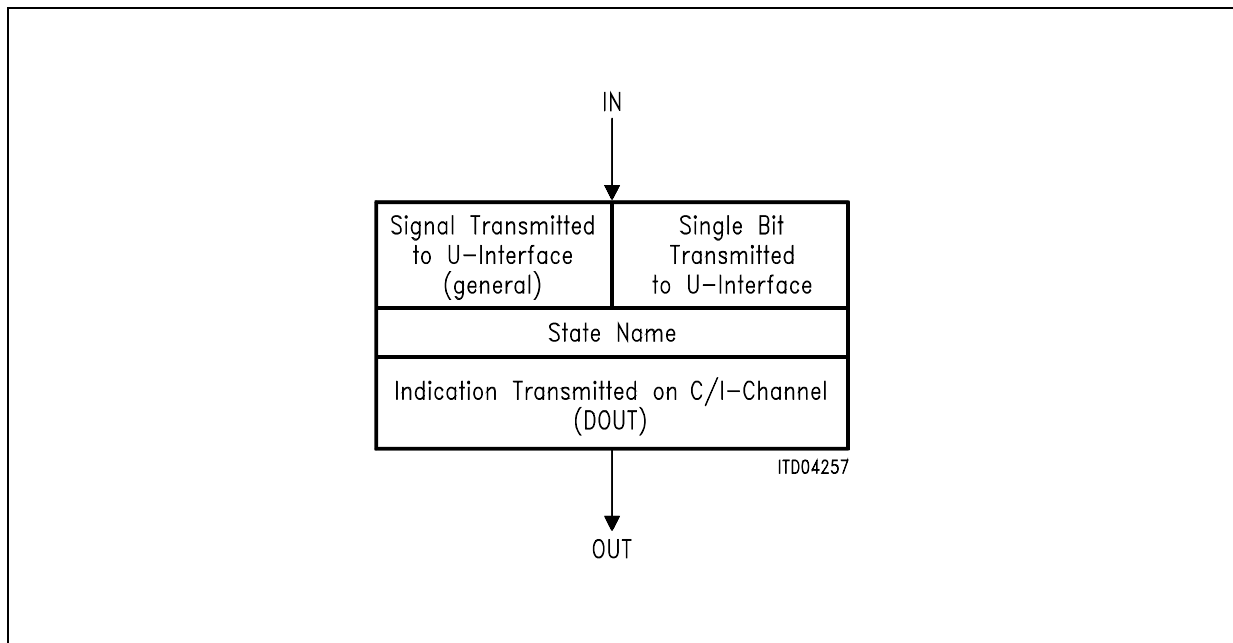 IN
Signal Transmitted
to U-Interface
(general)
Single Bit
Transmitted
to U-Interface
State Name
Indication Transmitted on C/I-Channel
(DOUT)
ITD04257
OUT